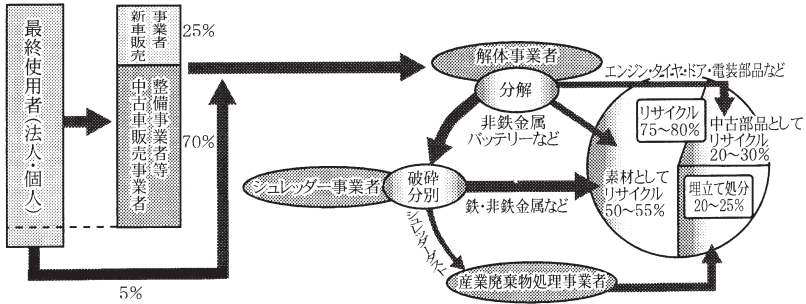 最終使用者(法人・個人)
新車販売
事業者
25%
中古車販売事業者
整備事業者等
70%
5%
解体事業者
分解
エンジン・タイヤ・ドア・電装部品など
非鉄金属
バッテリーなど
シュレッダー事業者
破砕
分別
鉄・非鉄金属など
シュレッダーダスト
産業廃棄物処理事業者
リサイクル
75〜80%
中古部品として
リサイクル
20〜30%
素材として
リサイクル
50〜55%
埋立て処分
20〜25%